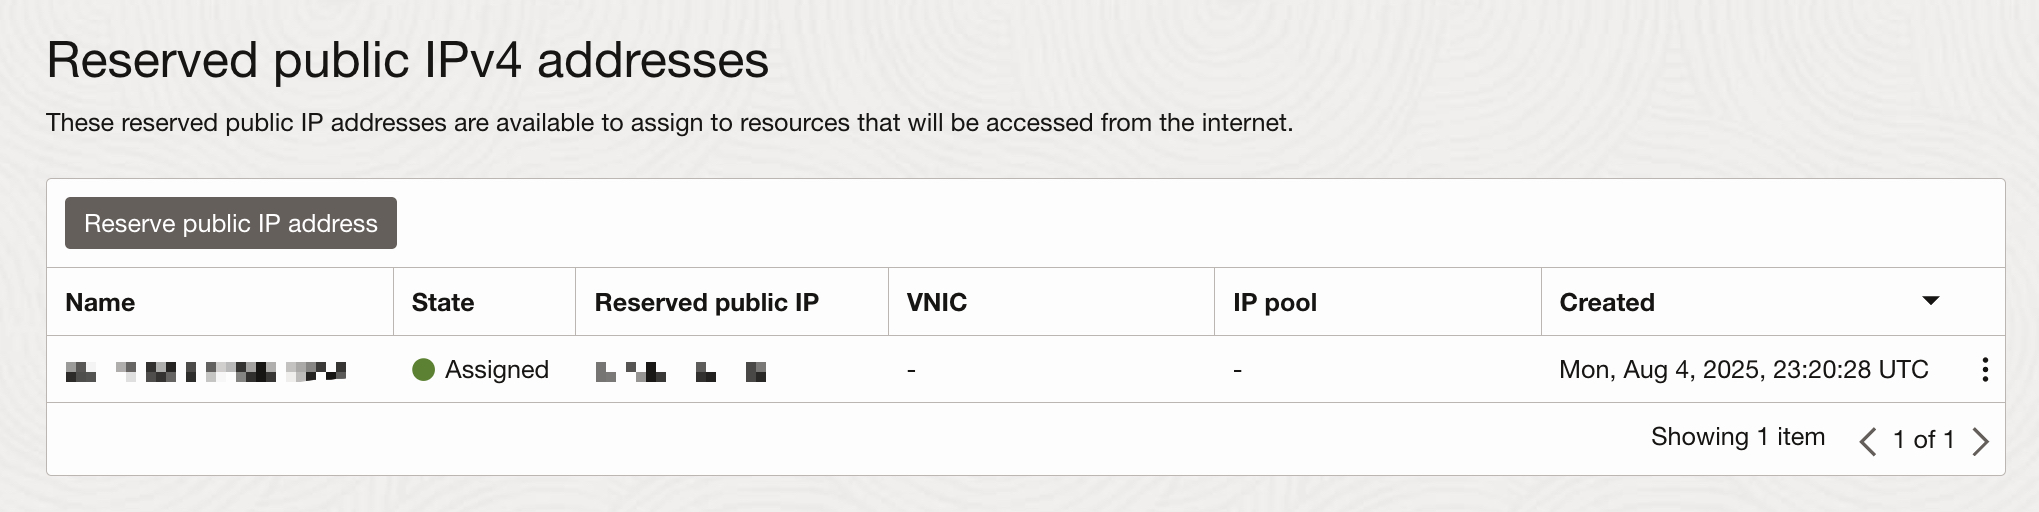 Reserved public IPv4 addresses
These reserved public IP addresses are available to assign to resources that will be accessed from the internet.
Reserve public IP address
Name State Reserved public IP VNIC IP pool Created
Assigned - - Mon, Aug 4, 2025, 23:20:28 UTC
Showing 1 item 1 of 1